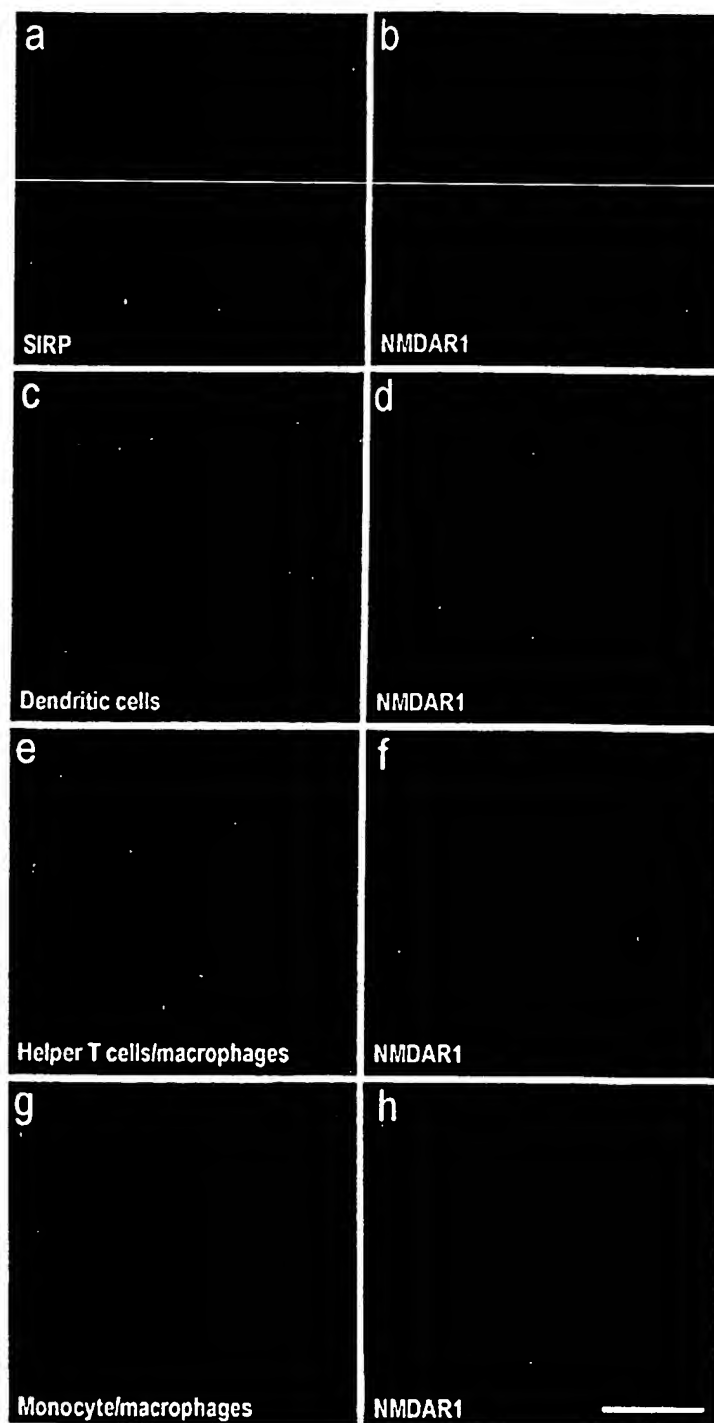 a
b
SIRP
NMDAR1
c
d
Dendritic cells
NMDAR1
e
f
Helper T cells/macrophages
NMDAR1
g
h
Monocyte/macrophages
NMDAR1